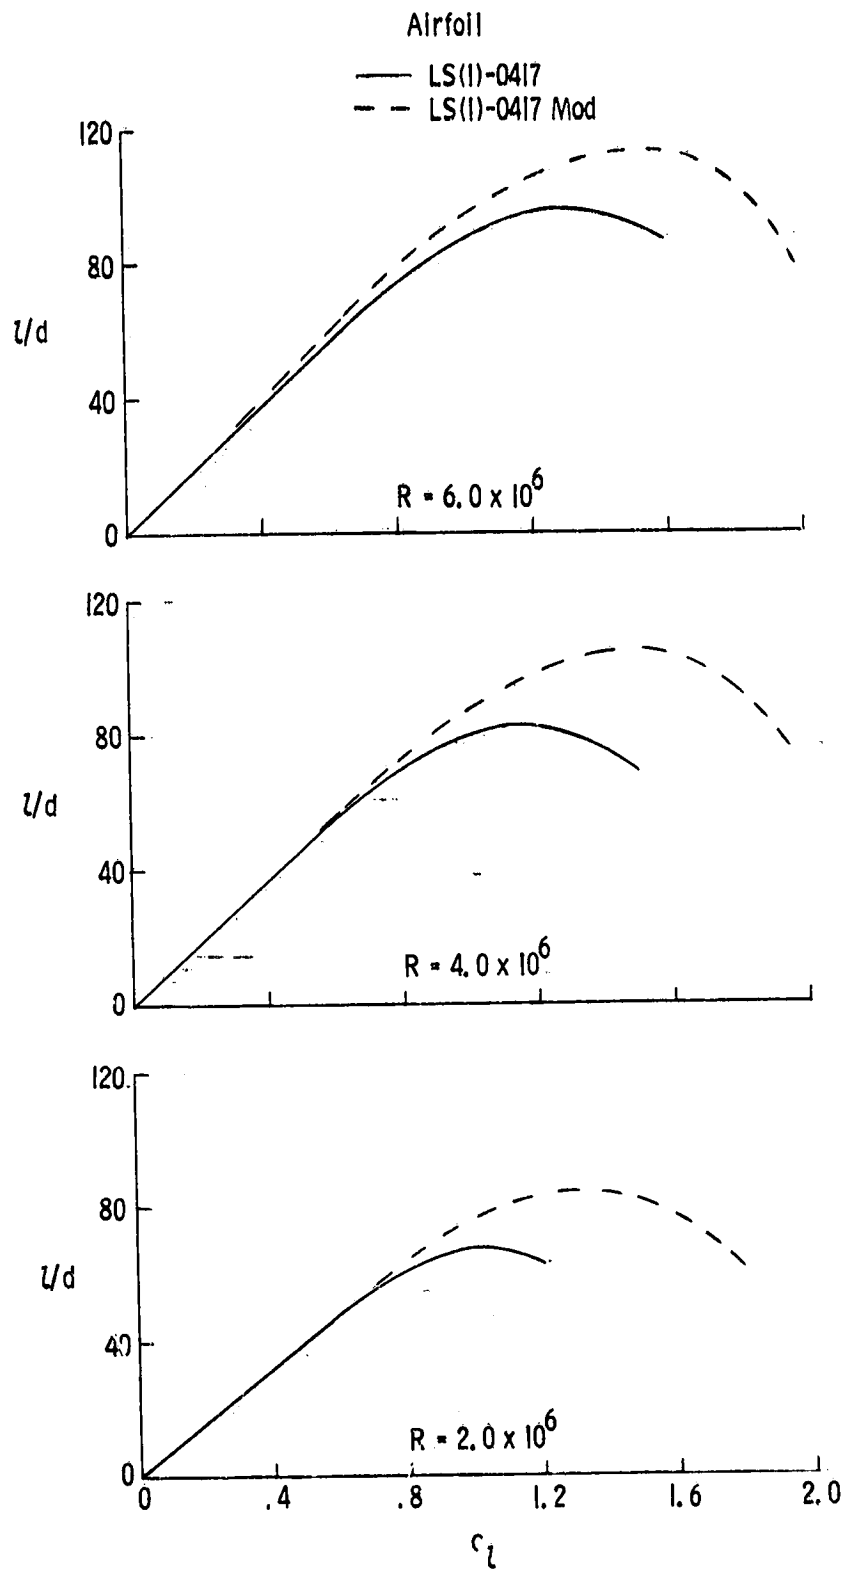 Airfoil
LS(1)-0417
LS(1)-0417 Mod
120
80
l/d
40
R = 6.0 x 10^6
0
120
80
l/d
40
R = 4.0 x 10^6
0
120
80
l/d
40
R = 2.0 x 10^6
0
0 .4 .8 1.2 1.6 2.0
c_l